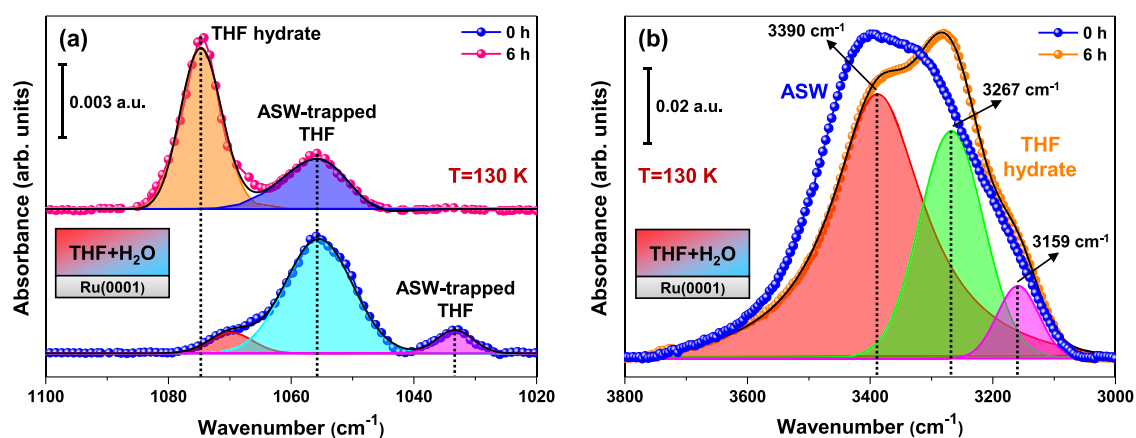 (a)
THF hydrate
0 h
6 h
0.003 a.u.
ASW-trapped
THF
T=130 K
THF+H₂O
Ru(0001)
ASW-trapped
THF
Absorbance (arb. units)
1100 1080 1060 1040 1020
Wavenumber (cm⁻¹)
(b)
3390 cm⁻¹
0 h
6 h
0.02 a.u.
ASW
3267 cm⁻¹
THF
hydrate
T=130 K
3159 cm⁻¹
THF+H₂O
Ru(0001)
Absorbance (arb. units)
3800 3600 3400 3200 3000
Wavenumber (cm⁻¹)